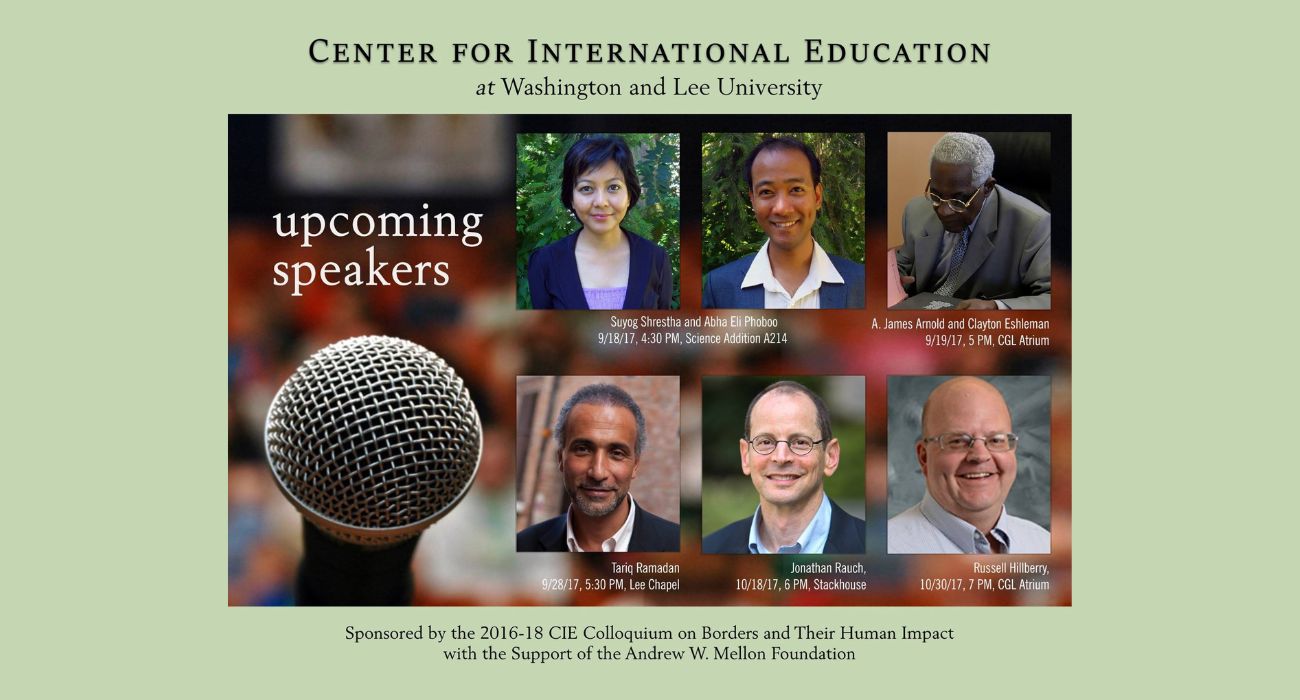 Center for International Education
at Washington and Lee University
upcoming
speakers
Suyog Shrestha and Abha Eli Phoboo
9/18/17, 4:30 PM, Science Addition A214
A. James Arnold and Clayton Eshleman
9/19/17, 5 PM, CGL Atrium
Tariq Ramadan
9/28/17, 5:30 PM, Lee Chapel
Jonathan Rauch,
10/18/17, 6 PM, Stackhouse
Russell Hillberry,
10/30/17, 7 PM, CGL Atrium
Sponsored by the 2016-18 CIE Colloquium on Borders and Their Human Impact
with the Support of the Andrew W. Mellon Foundation